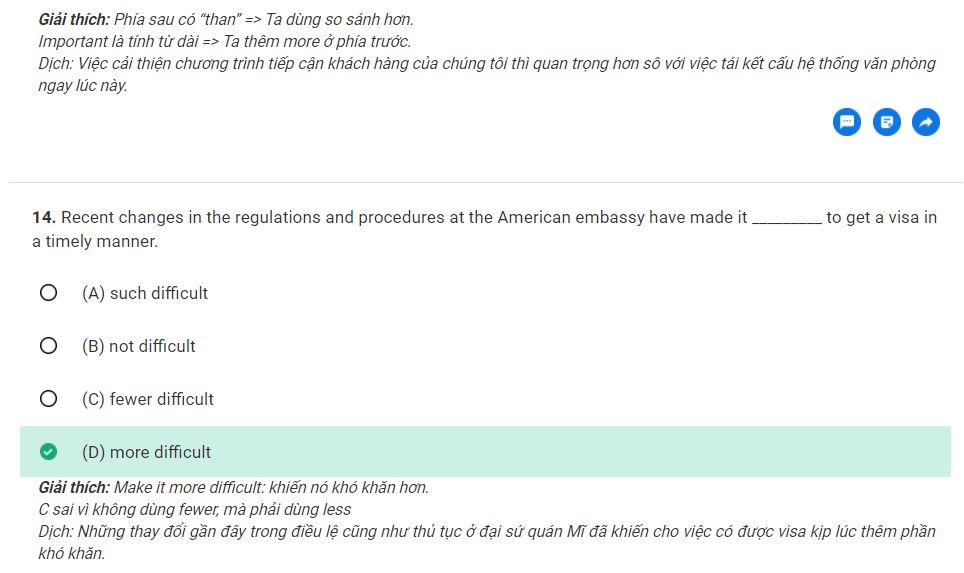 Giải thích: Phía sau có “than” => Ta dùng so sánh hơn.
Important là tính từ dài => Ta thêm more ở phía trước.
Dịch: Việc cải thiện chương trình tiếp cận khách hàng của chúng tôi thì quan trọng hơn sô với việc tái kết cấu hệ thống văn phòng
ngay lúc này.
14. Recent changes in the regulations and procedures at the American embassy have made it _________ to get a visa in
a timely manner.
(A) such difficult
(B) not difficult
(C) fewer difficult
(D) more difficult
Giải thích: Make it more difficult: khiến nó khó khăn hơn.
C sai vì không dùng fewer, mà phải dùng less
Dịch: Những thay đổi gần đây trong điều lệ cũng như thủ tục ở đại sứ quán Mĩ đã khiến cho việc có được visa kịp lúc thêm phần
khó khăn.